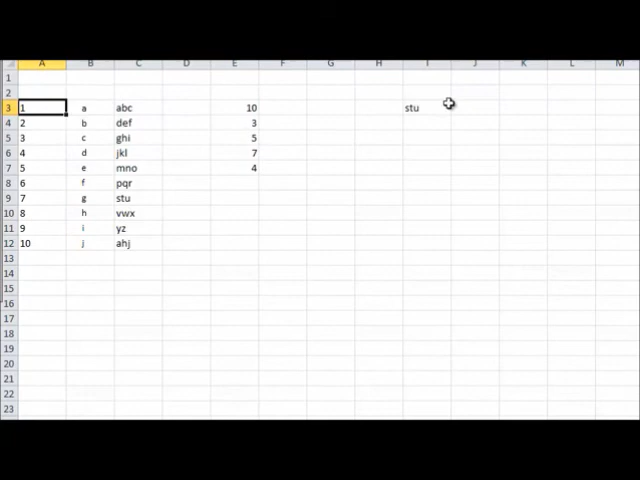 A B C D E F G H I J K L M
1
2
3 1 a abc 10 stu
4 2 b def 3
5 3 c ghi 5
6 4 d jkl 7
7 5 e mno 4
8 6 f pqr
9 7 g stu
10 8 h vwx
11 9 i yz
12 10 j ahj
13
14
15
16
17
18
19
20
21
22
23